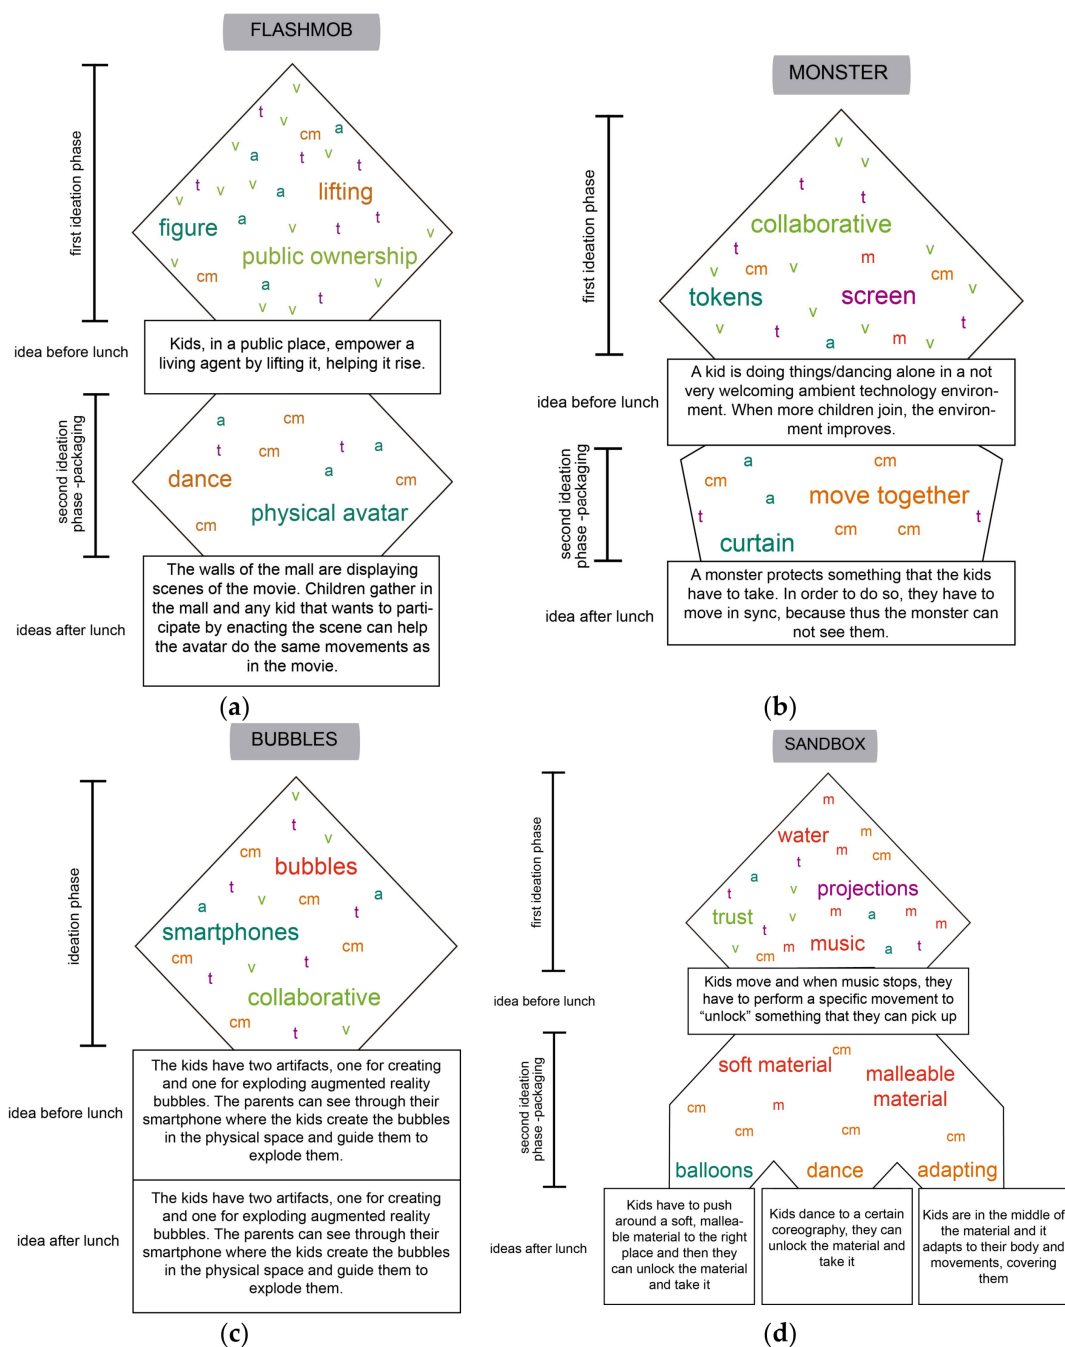 FLASHMOB
first ideation phase
v
t
v
cm
a
v
t
v
a
t
t
v
v
v
a
lifting
figure
a
v
t
t
v
public ownership
v
cm
a
t
v
v
v
idea before lunch
Kids, in a public place, empower a
living agent by lifting it, helping it rise.
second ideation
phase -packaging
a
cm
t
cm
t
a
a
dance
cm
physical avatar
cm
ideas after lunch
The walls of the mall are displaying
scenes of the movie. Children gather in
the mall and any kid that wants to parti-
cipate by enacting the scene can help
the avatar do the same movements as
in the movie.
(a)
MONSTER
first ideation phase
v
v
t
t
collaborative
t
m
v
cm
v
cm
v
tokens
screen
t
v
t
v
a
m
v
idea before lunch
A kid is doing things/dancing alone in a not
very welcoming ambient technology environ-
ment. When more children join, the environ-
ment improves.
second ideation
phase -packaging
a
cm
cm
a
move together
t
cm
cm
t
curtain
idea after lunch
A monster protects something that the kids
have to take. In order to do so, they have to
move in sync, because thus the monster can
not see them.
(b)
BUBBLES
ideation phase
v
t
v
cm
bubbles
t
v
cm
a
a
t
smartphones
cm
cm
t
v
t
collaborative
cm
t
v
idea before lunch
The kids have two artifacts, one for creating
and one for exploding augmented reality
bubbles. The parents can see through their
smartphone where the kids create the bubbles
in the physical space and guide them to
explode them.
idea after lunch
The kids have two artifacts, one for creating
and one for exploding augmented reality
bubbles. The parents can see through their
smartphone where the kids create the bubbles
in the physical space and guide them to
explode them.
(c)
SANDBOX
first ideation phase
m
water
m
m
cm
t
a
t
v
projections
trust
t
v
m
a
m
m
v
cm
m
music
a
t
idea before lunch
Kids move and when music stops, they
have to perform a specific movement to
“unlock” something that they can pick up
second ideation
phase -packaging
soft material
cm
malleable
material
cm
m
cm
cm
cm
balloons
dance
adapting
ideas after lunch
Kids have to push
around a soft, mallea-
ble material to the right
place and then they
can unlock the material
and take it
Kids dance to a certain
coreography, they can
unlock the material and
take it
Kids are in the middle of
the material and it
adapts to their body and
movements, covering
them
(d)